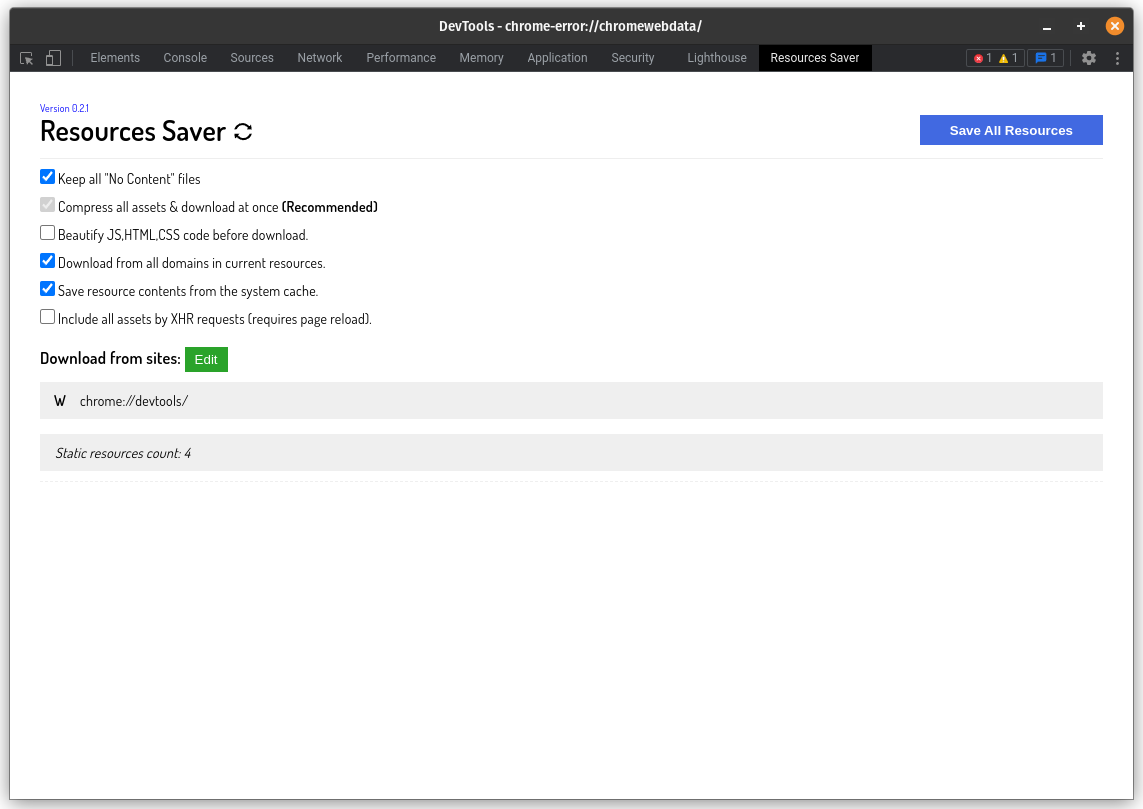 DevTools - chrome-error://chromewebdata/
Elements Console Sources Network Performance Memory Application Security Lighthouse Resources Saver 1 1 1
Version 0.2.1
Resources Saver
Save All Resources
Keep all "No Content" files
Compress all assets & download at once (Recommended)
Beautify JS,HTML,CSS code before download.
Download from all domains in current resources.
Save resource contents from the system cache.
Include all assets by XHR requests (requires page reload).
Download from sites: Edit
W chrome://devtools/
Static resources count: 4